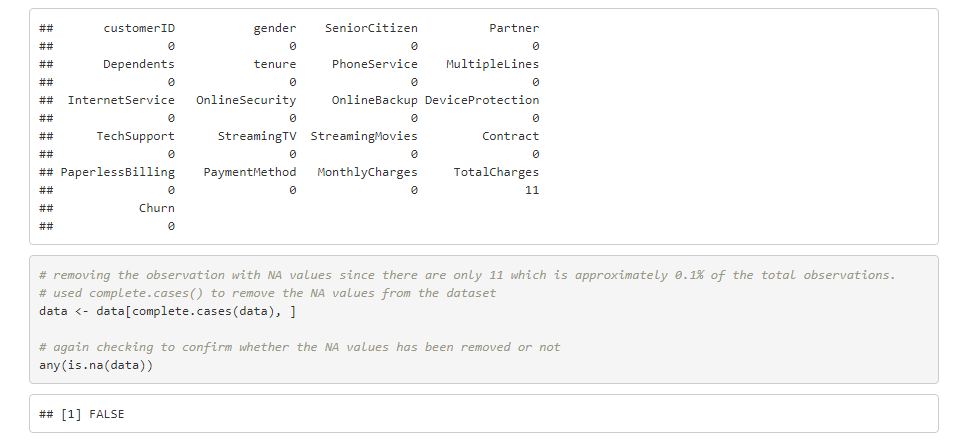 ##       customerID           gender    SeniorCitizen          Partner
##                0                0                0                0
##       Dependents           tenure     PhoneService    MultipleLines
##                0                0                0                0
##  InternetService   OnlineSecurity     OnlineBackup DeviceProtection
##                0                0                0                0
##      TechSupport      StreamingTV  StreamingMovies         Contract
##                0                0                0                0
## PaperlessBilling    PaymentMethod   MonthlyCharges     TotalCharges
##                0                0                0               11
##            Churn
##                0
# removing the observation with NA values since there are only 11 which is approximately 0.1% of the total observations.
# used complete.cases() to remove the NA values from the dataset
data <- data[complete.cases(data), ]
# again checking to confirm whether the NA values has been removed or not
any(is.na(data))
## [1] FALSE